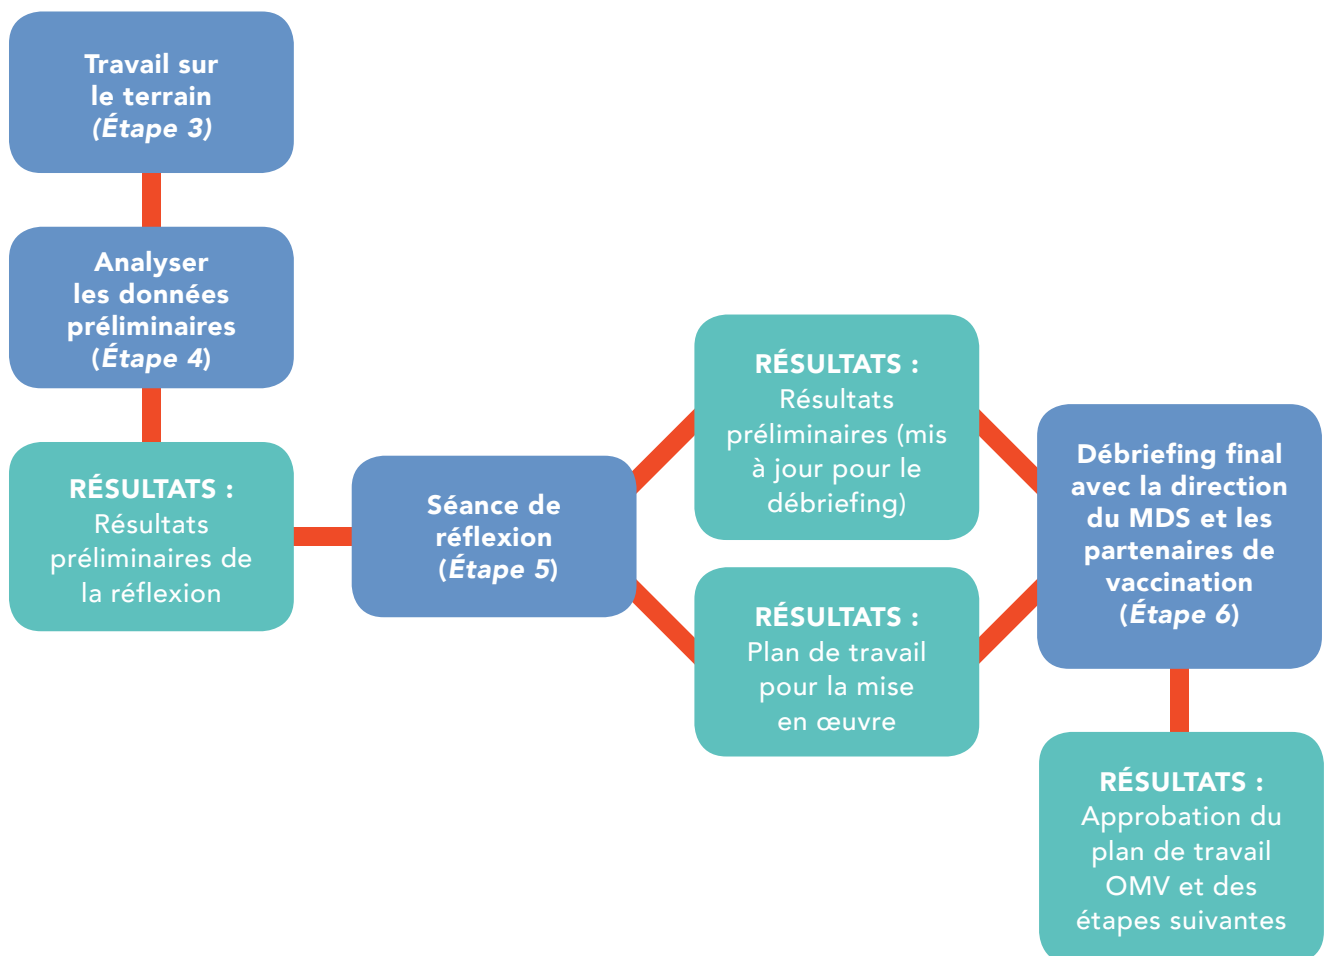 Travail sur
le terrain
(Étape 3)
Analyser
les données
préliminaires
(Étape 4)
RÉSULTATS :
Résultats
préliminaires de
la réflexion
Séance de
réflexion
(Étape 5)
RÉSULTATS :
Résultats
préliminaires (mis
à jour pour le
débriefing)
RÉSULTATS :
Plan de travail
pour la mise
en œuvre
Débriefing final
avec la direction
du MDS et les
partenaires de
vaccination
(Étape 6)
RÉSULTATS :
Approbation du
plan de travail
OMV et des
étapes suivantes